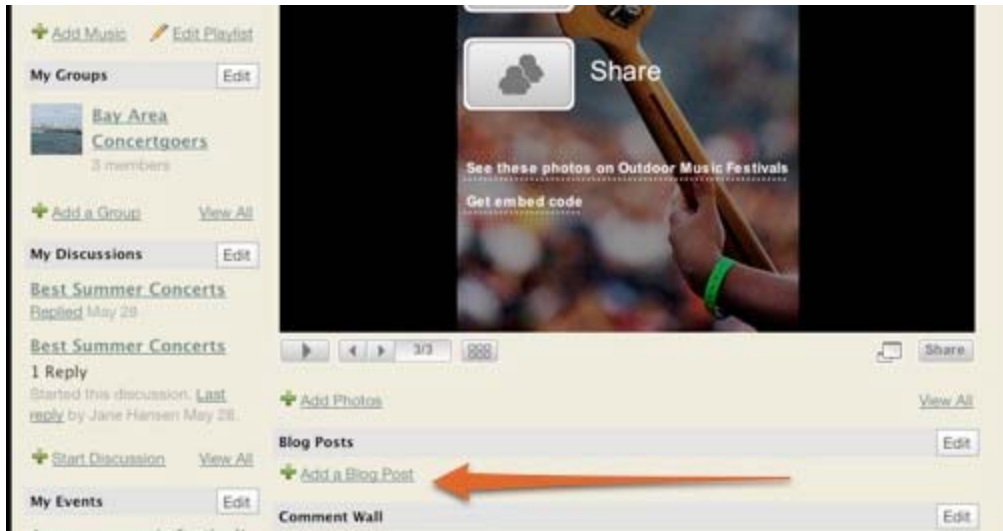 Add Music Edit Playlist
My Groups Edit
Bay Area
Concertgoers
3 members
Add a Group View All
My Discussions Edit
Best Summer Concerts
Replied May 28
Best Summer Concerts
1 Reply
Started this discussion. Last
reply by Jane Hansen May 28.
Start Discussion View All
My Events Edit
Share
See these photos on Outdoor Music Festivals
Get embed code
3/3 Share
Add Photos View All
Blog Posts Edit
Add a Blog Post
Comment Wall Edit